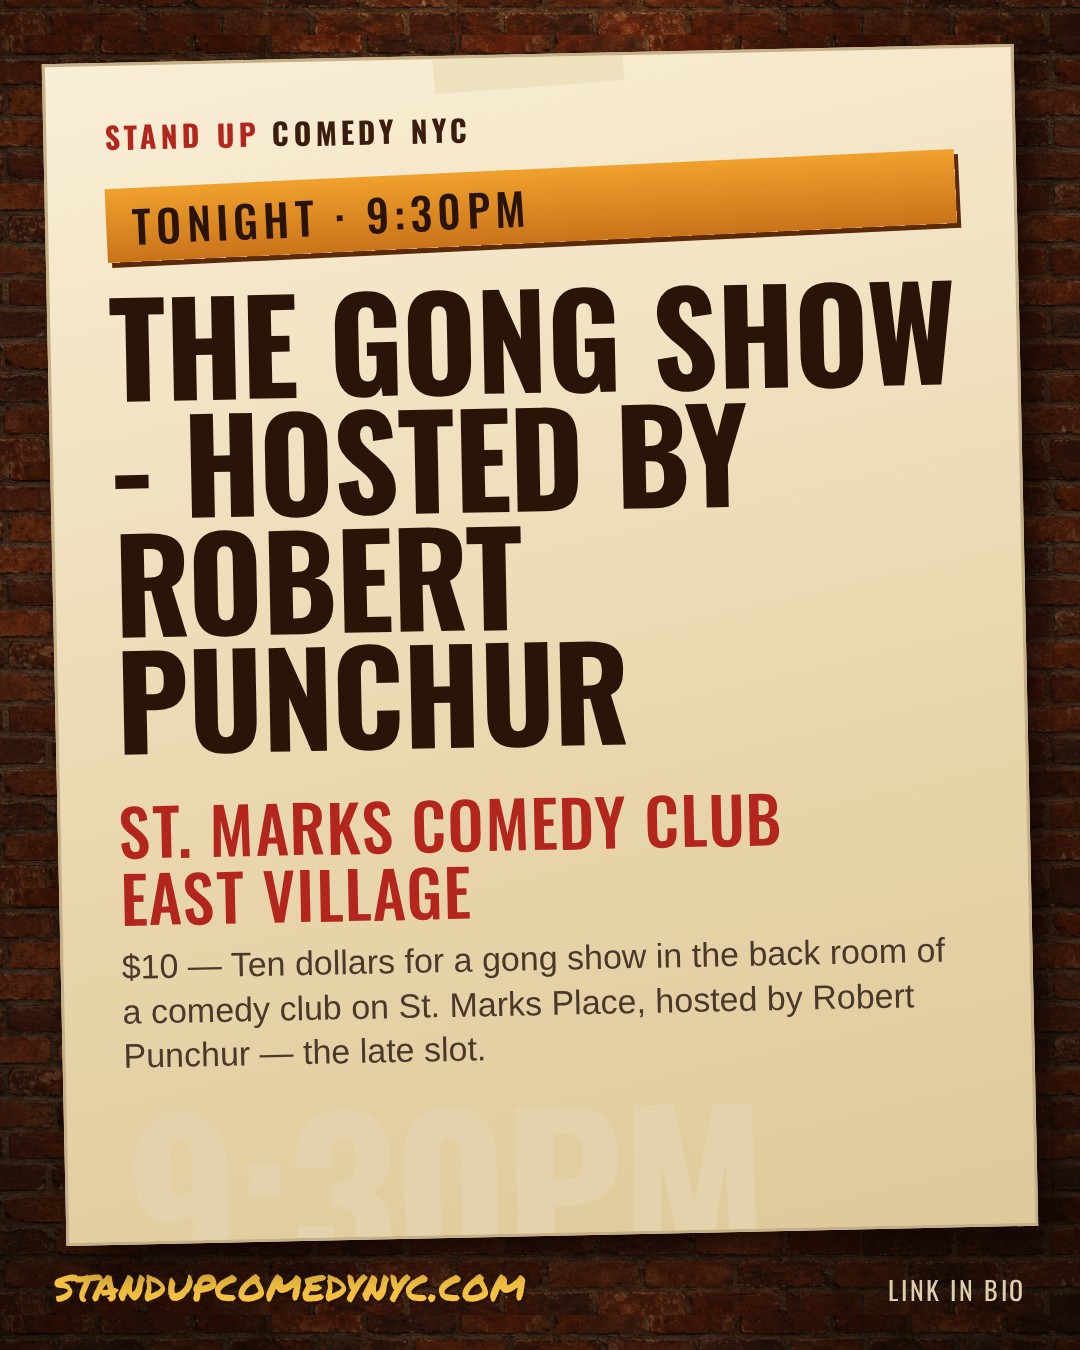 STAND UP COMEDY NYC
TONIGHT · 9:30PM
THE GONG SHOW
- HOSTED BY
ROBERT
PUNCHUR
ST. MARKS COMEDY CLUB
EAST VILLAGE
$10 — Ten dollars for a gong show in the back room of
a comedy club on St. Marks Place, hosted by Robert
Punchur — the late slot.
9:30PM
STANDUPCOMEDYNYC.COM
LINK IN BIO